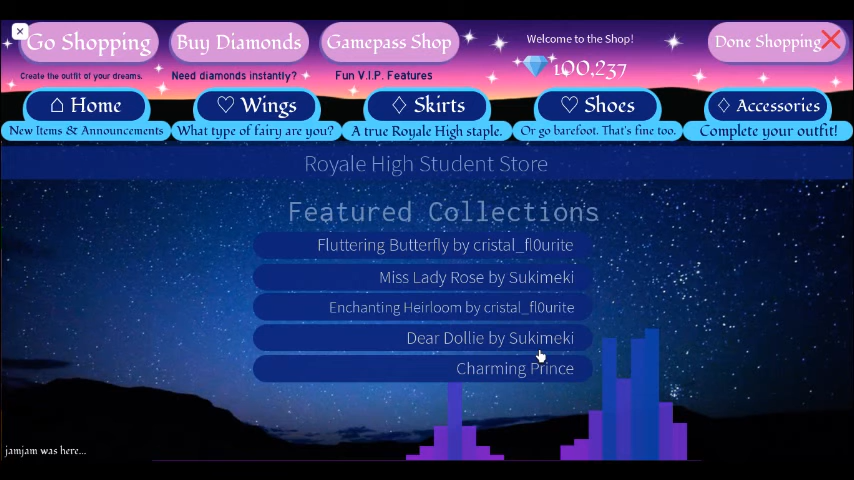 Go Shopping Buy Diamonds Gamepass Shop Welcome to the Shop! Done Shopping
100,237
Create the outfit of your dreams. Need diamonds instantly? Fun V.I.P. Features
⌂ Home ♡ Wings ♢ Skirts ♡ Shoes ♢ Accessories
New Items & Announcements What type of fairy are you? A true Royale High staple. Or go barefoot. That's fine too. Complete your outfit!
Royale High Student Store
Featured Collections
Fluttering Butterfly by cristal_fl0urite
Miss Lady Rose by Sukimeki
Enchanting Heirloom by cristal_fl0urite
Dear Dollie by Sukimeki
Charming Prince
jamjam was here...